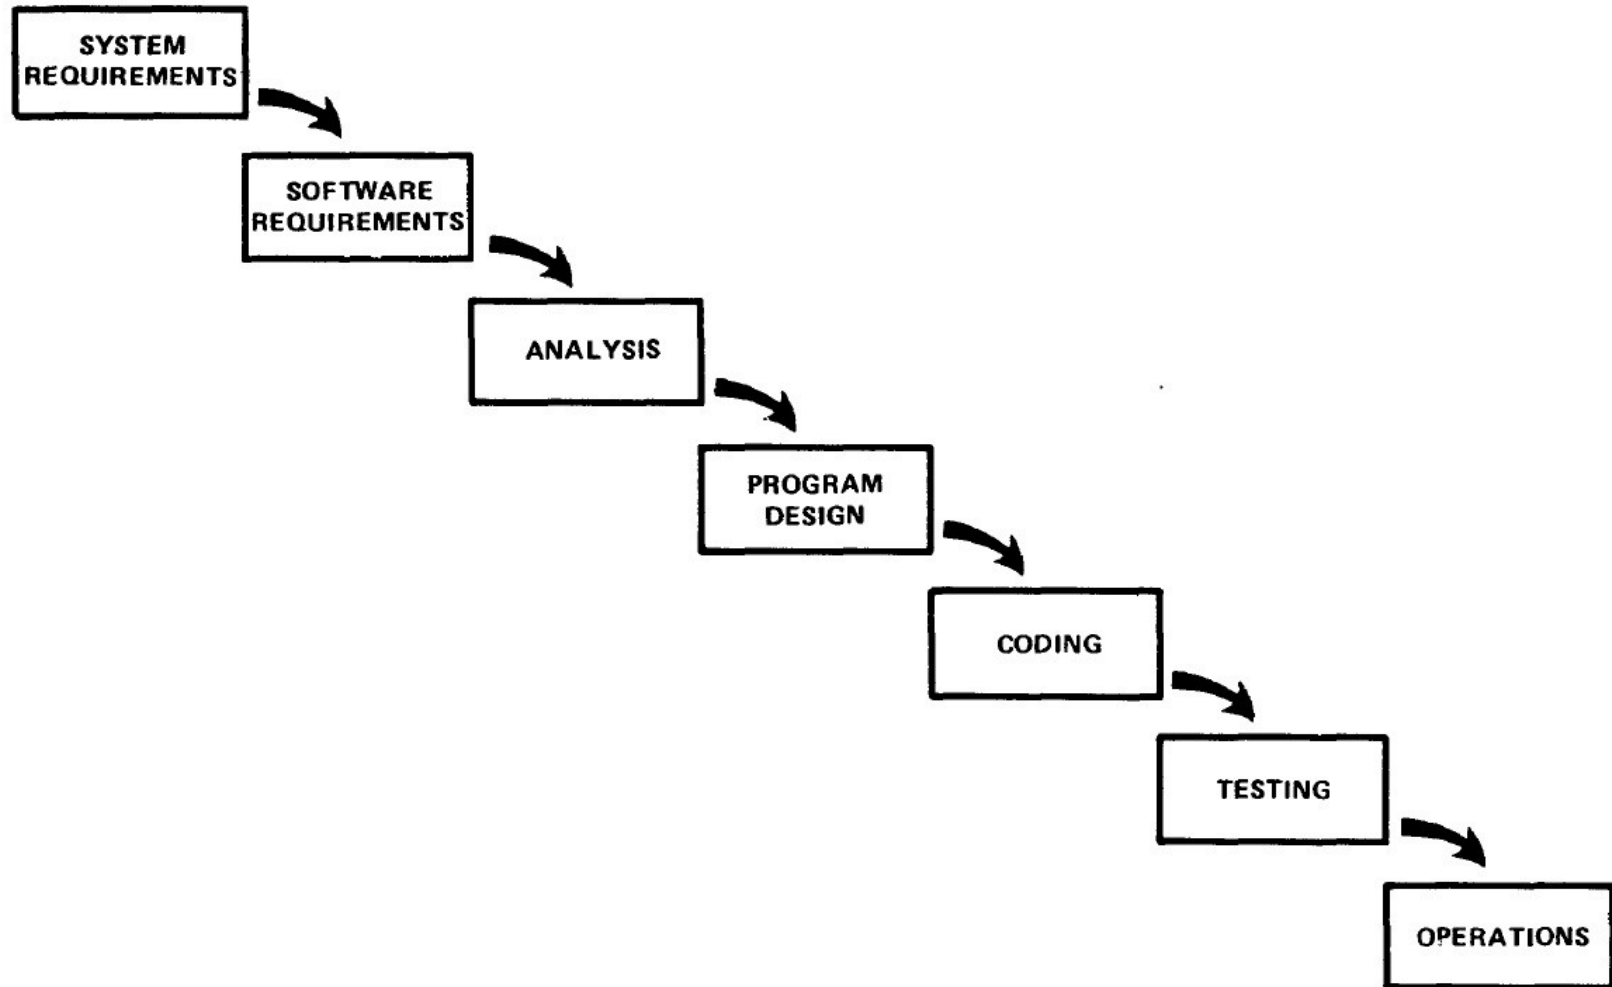 SYSTEM
REQUIREMENTS
SOFTWARE
REQUIREMENTS
ANALYSIS
PROGRAM
DESIGN
CODING
TESTING
OPERATIONS